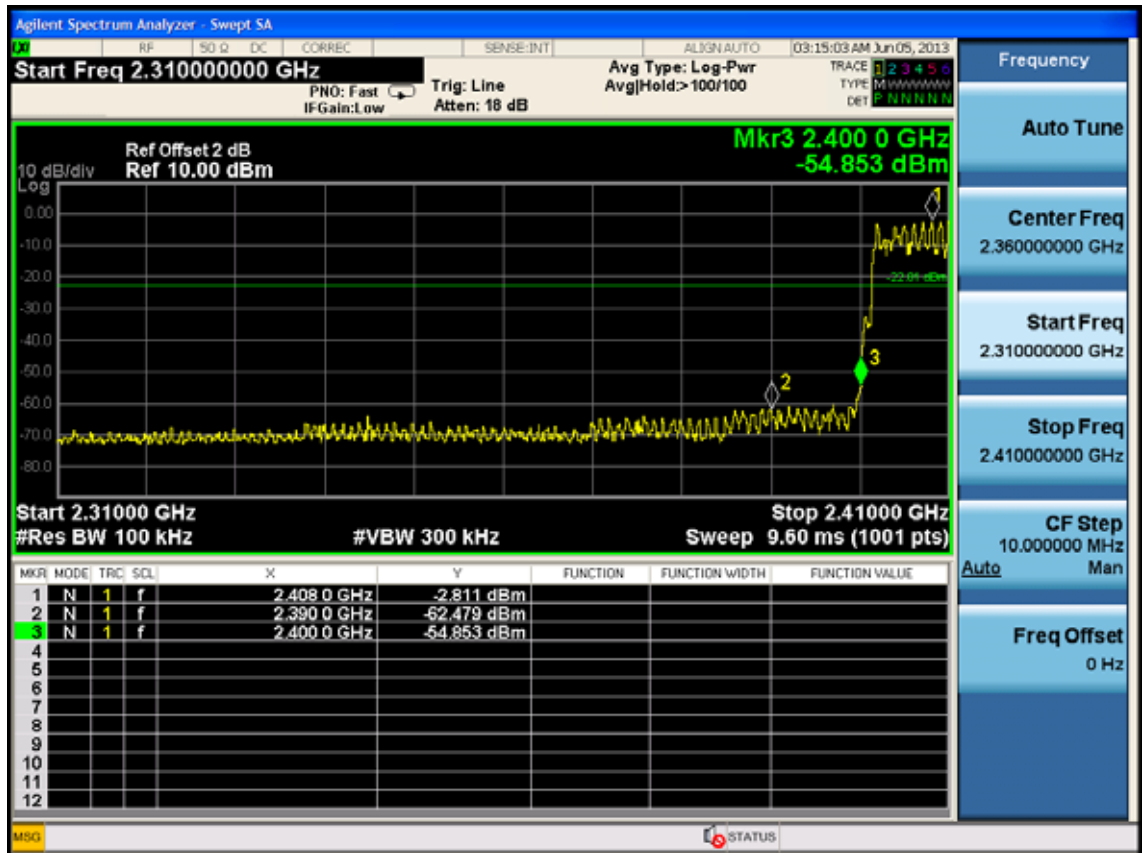 Agilent Spectrum Analyzer - Swept SA
RF 50 Ω DC CORREC SENSE:INT ALIGNAUTO 03:15:03 AM Jun 05, 2013
Start Freq 2.310000000 GHz
PNO: Fast
IFGain:Low
Trig: Line
Atten: 18 dB
Avg Type: Log-Pwr
Avg|Hold:>100/100
TRACE 1 2 3 4 5 6
TYPE M
DET P N N N N N
Mkr3 2.400 0 GHz
-54.853 dBm
Ref Offset 2 dB
10 dB/div Ref 10.00 dBm
Log
1
0.00
-10.0
-20.0
-22.81 dBm
-30.0
-40.0
3
-50.0
2
-60.0
-70.0
-80.0
Start 2.31000 GHz Stop 2.41000 GHz
#Res BW 100 kHz #VBW 300 kHz Sweep 9.60 ms (1001 pts)
MKR MODE TRC SCL X Y FUNCTION FUNCTION WIDTH FUNCTION VALUE
1 N 1 f 2.408 0 GHz -2.811 dBm
2 N 1 f 2.390 0 GHz -62.479 dBm
3 N 1 f 2.400 0 GHz -54.853 dBm
4
5
6
7
8
9
10
11
12
MSG STATUS
Frequency
Auto Tune
Center Freq
2.360000000 GHz
Start Freq
2.310000000 GHz
Stop Freq
2.410000000 GHz
CF Step
10.000000 MHz
Auto Man
Freq Offset
0 Hz